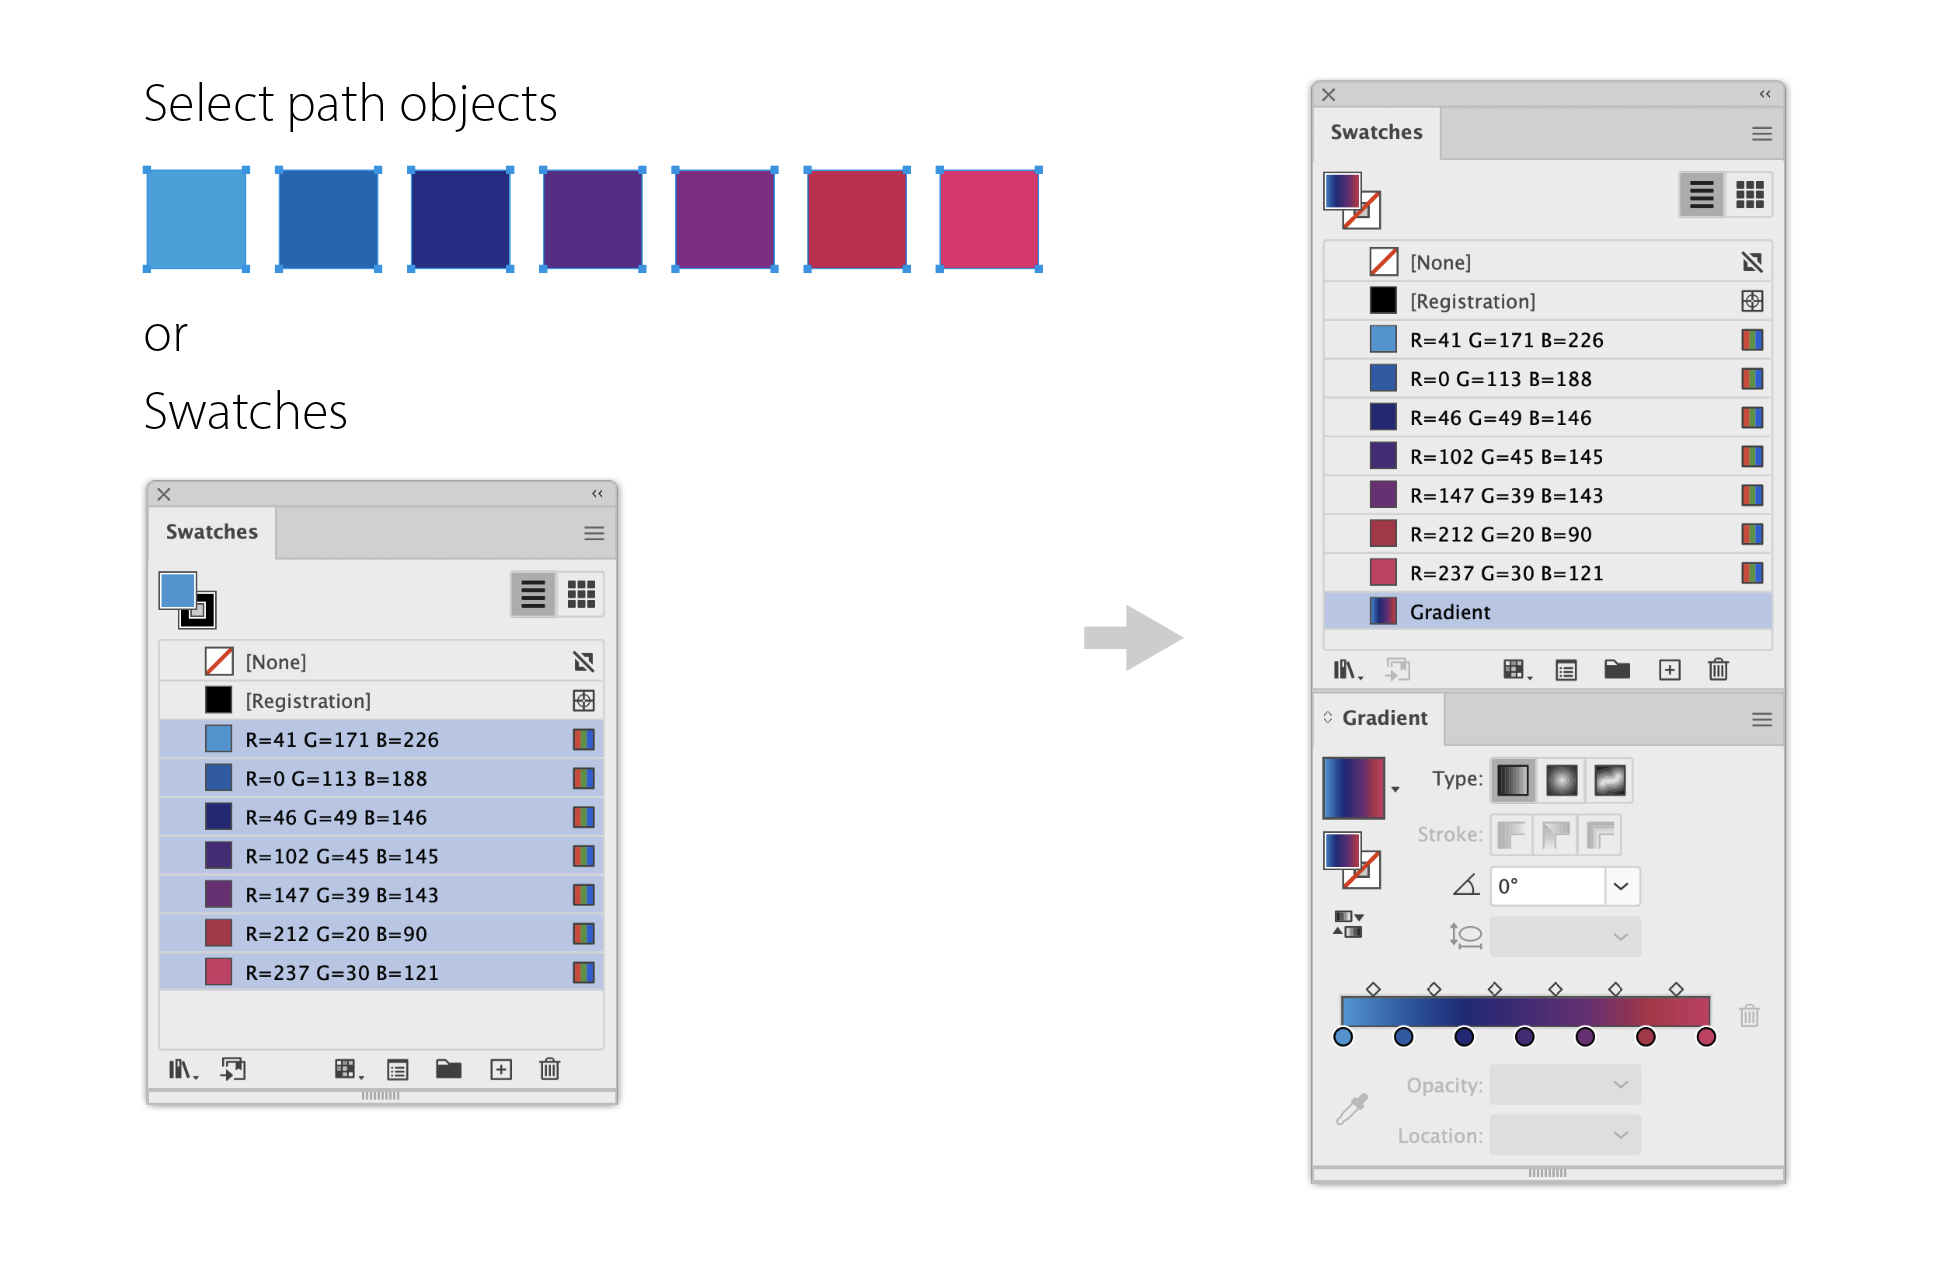 Select path objects
or
Swatches
Swatches
[None]
[Registration]
R=41 G=171 B=226
R=0 G=113 B=188
R=46 G=49 B=146
R=102 G=45 B=145
R=147 G=39 B=143
R=212 G=20 B=90
R=237 G=30 B=121
Swatches
[None]
[Registration]
R=41 G=171 B=226
R=0 G=113 B=188
R=46 G=49 B=146
R=102 G=45 B=145
R=147 G=39 B=143
R=212 G=20 B=90
R=237 G=30 B=121
Gradient
Gradient
Type:
Stroke:
0°
Opacity:
Location: